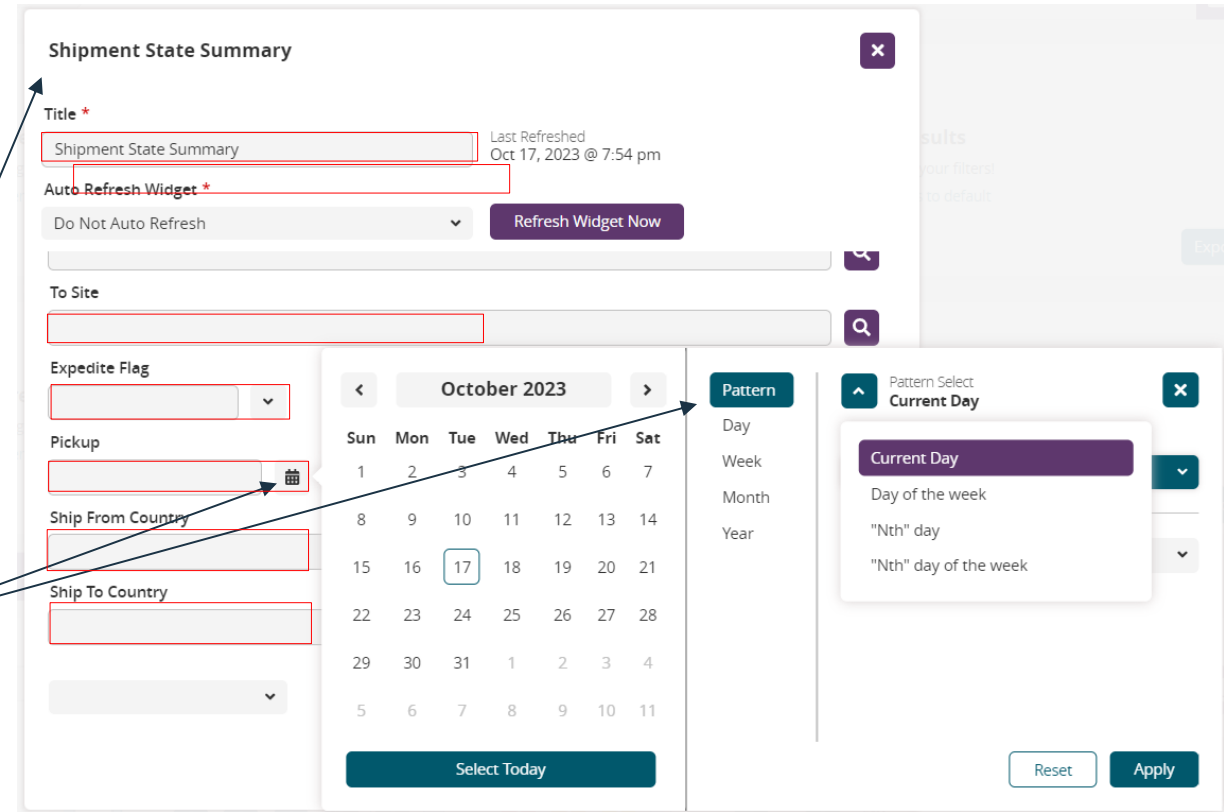 Shipment State Summary
Title *
Shipment State Summary
Last Refreshed
Oct 17, 2023 @ 7:54 pm
Auto Refresh Widget *
Do Not Auto Refresh
Refresh Widget Now
To Site
Expedite Flag
Pickup
Ship From Country
Ship To Country
October 2023
Sun Mon Tue Wed Thu Fri Sat
1 2 3 4 5 6 7
8 9 10 11 12 13 14
15 16 17 18 19 20 21
22 23 24 25 26 27 28
29 30 31 1 2 3 4
5 6 7 8 9 10 11
Select Today
Pattern
Day
Week
Month
Year
Pattern Select
Current Day
Current Day
Day of the week
"Nth" day
"Nth" day of the week
Reset
Apply
your filters!
to default